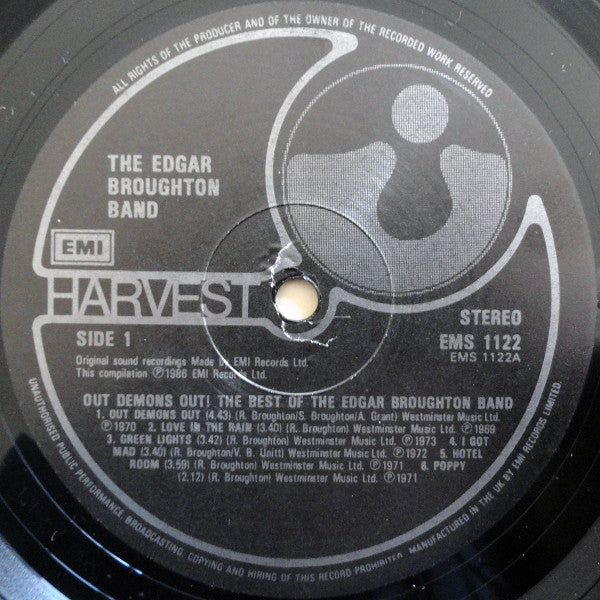 ALL RIGHTS OF THE PRODUCER AND OF THE OWNER OF THE RECORDED WORK RESERVED
THE EDGAR
BROUGHTON
BAND
EMI
HARVEST
SIDE 1
STEREO
EMS 1122
EMS 1122A
Original sound recordings Made by EMI Records Ltd.
This compilation ℗1986 EMI Records Ltd.
OUT DEMONS OUT! THE BEST OF THE EDGAR BROUGHTON BAND
1. OUT DEMONS OUT (4.43) (R. Broughton/S. Broughton/A. Grant) Westminster Music Ltd.
℗1970 2. LOVE IN THE RAIN (3.40) (R. Broughton) Westminster Music Ltd. ℗1969
3. GREEN LIGHTS (3.42) (R. Broughton) Westminster Music Ltd. ℗1973 4. I GOT
MAD (3.40) (R. Broughton/V. B. Unitt) Westminster Music Ltd. ℗1972 5. HOTEL
ROOM (3.59) (R. Broughton) Westminster Music Ltd. ℗1971 6. POPPY
(2.12) (R. Broughton) Westminster Music Ltd. ℗1971
UNAUTHORISED PUBLIC PERFORMANCE, BROADCASTING, COPYING AND HIRING OF THIS RECORD PROHIBITED. MANUFACTURED IN THE UK BY EMI RECORDS LIMITED.